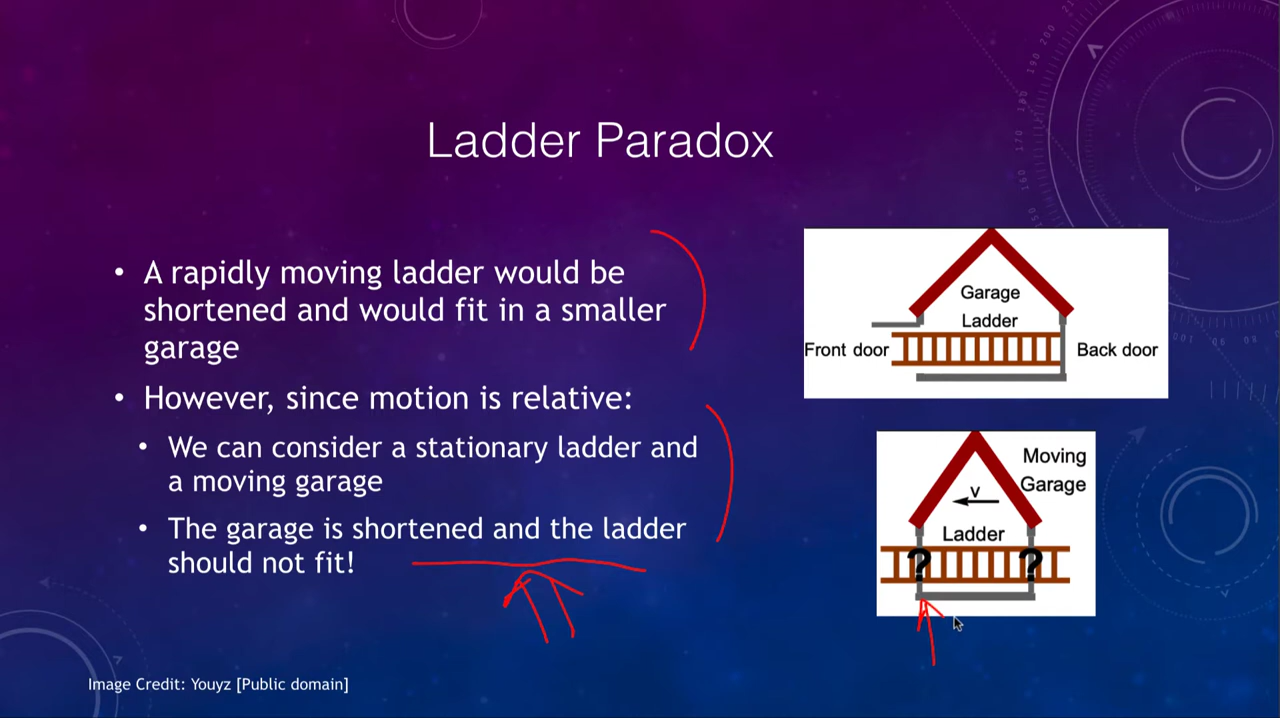 Ladder Paradox
• A rapidly moving ladder would be
shortened and would fit in a smaller
garage
• However, since motion is relative:
• We can consider a stationary ladder and
a moving garage
• The garage is shortened and the ladder
should not fit!
Garage
Ladder
Front door
Back door
Moving
Garage
v
Ladder
? ?
Image Credit: Youyz [Public domain]